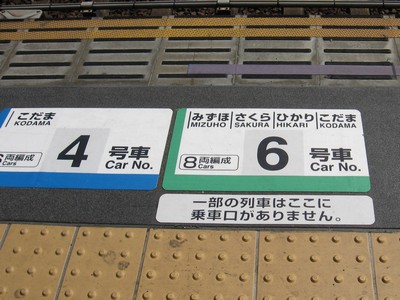 こだま
KODAMA
両編成
Cars
4 号車
Car No.
みずほ さくら ひかり こだま
MIZUHO SAKURA HIKARI KODAMA
8両編成
6 号車
Car No.
一部の列車はここに
乗車口がありません。